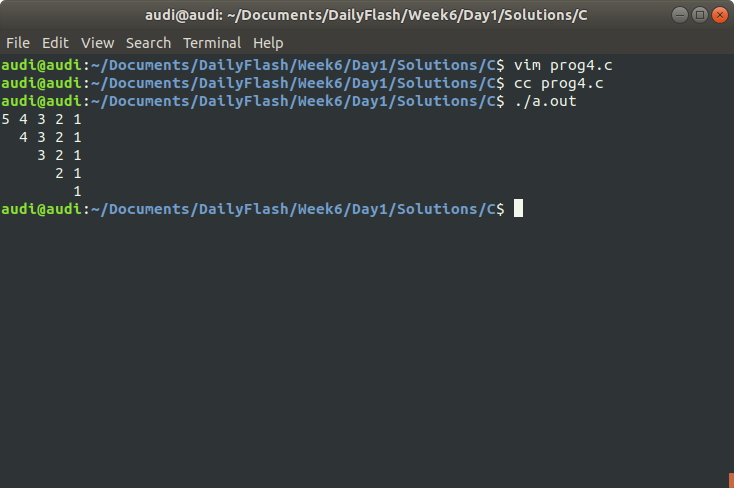 audi@audi: ~/Documents/DailyFlash/Week6/Day1/Solutions/C
File Edit View Search Terminal Help
audi@audi:~/Documents/DailyFlash/Week6/Day1/Solutions/C$ vim prog4.c
audi@audi:~/Documents/DailyFlash/Week6/Day1/Solutions/C$ cc prog4.c
audi@audi:~/Documents/DailyFlash/Week6/Day1/Solutions/C$ ./a.out
5 4 3 2 1
  4 3 2 1
    3 2 1
      2 1
        1
audi@audi:~/Documents/DailyFlash/Week6/Day1/Solutions/C$